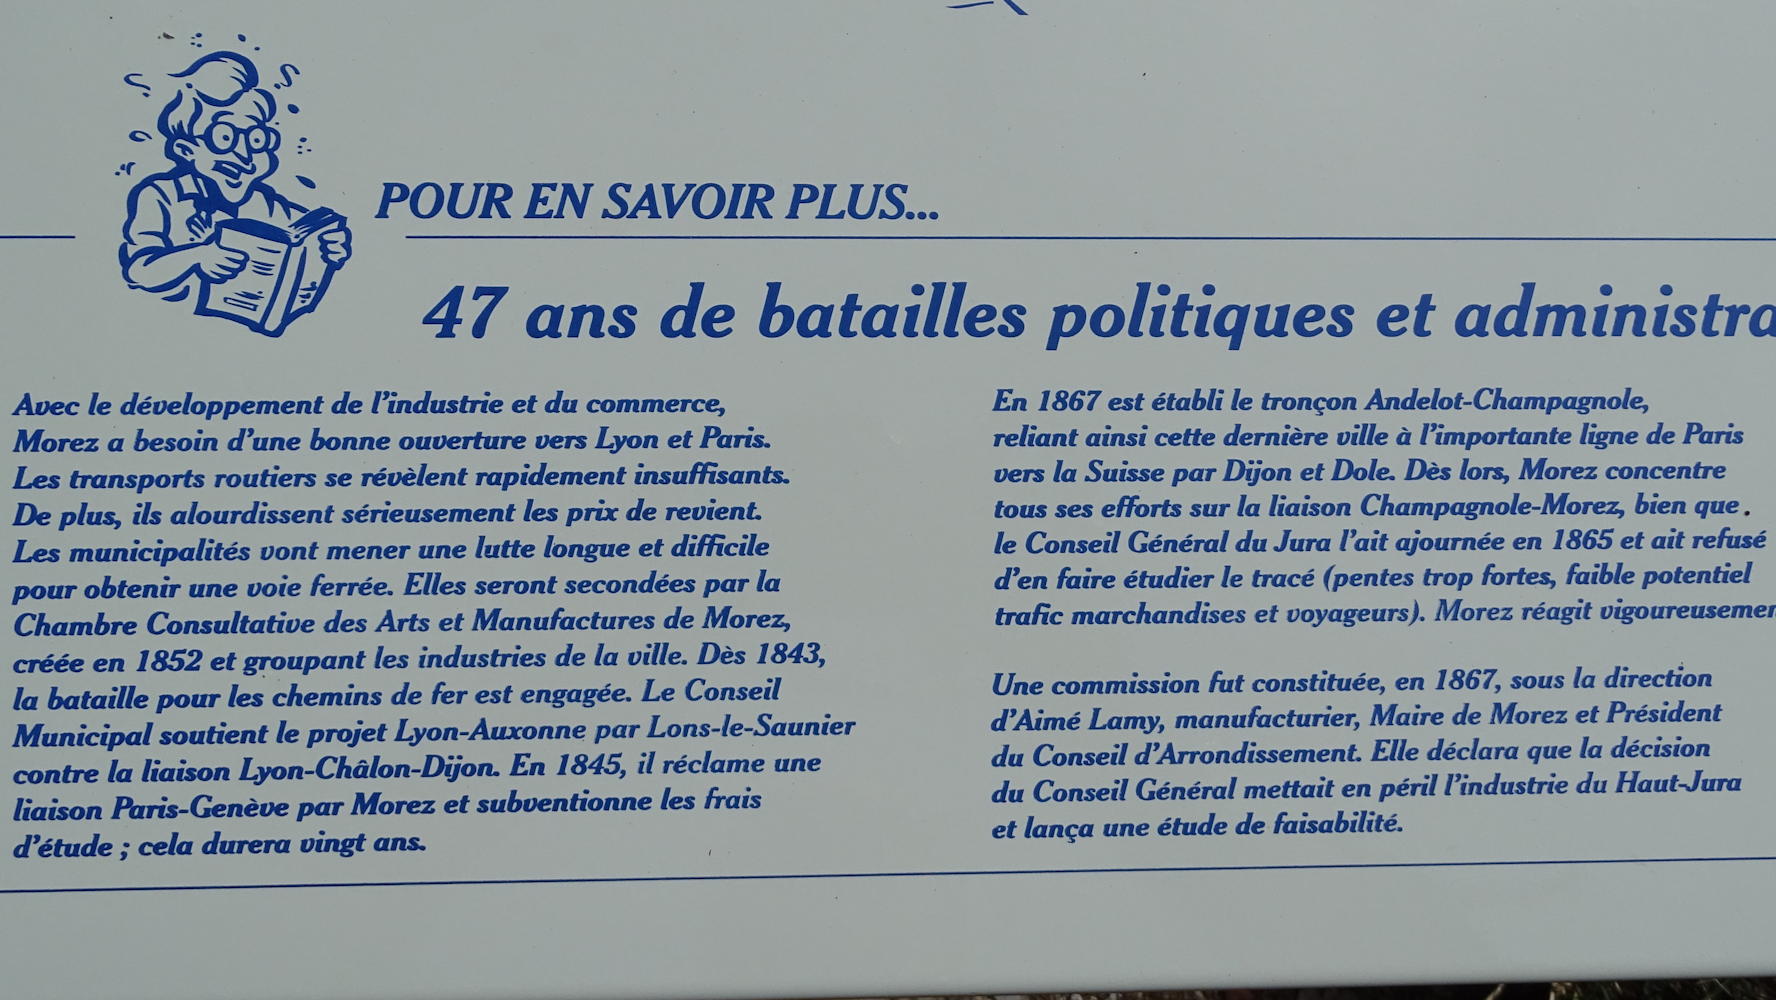 POUR EN SAVOIR PLUS...
47 ans de batailles politiques et administra
Avec le développement de l'industrie et du commerce,
Morez a besoin d'une bonne ouverture vers Lyon et Paris.
Les transports routiers se révèlent rapidement insuffisants.
De plus, ils alourdissent sérieusement les prix de revient.
Les municipalités vont mener une lutte longue et difficile
pour obtenir une voie ferrée. Elles seront secondées par la
Chambre Consultative des Arts et Manufactures de Morez,
créée en 1852 et groupant les industries de la ville. Dès 1843,
la bataille pour les chemins de fer est engagée. Le Conseil
Municipal soutient le projet Lyon-Auxonne par Lons-le-Saunier
contre la liaison Lyon-Châlon-Dijon. En 1845, il réclame une
liaison Paris-Genève par Morez et subventionne les frais
d'étude ; cela durera vingt ans.
En 1867 est établi le tronçon Andelot-Champagnole,
reliant ainsi cette dernière ville à l'importante ligne de Paris
vers la Suisse par Dijon et Dole. Dès lors, Morez concentre
tous ses efforts sur la liaison Champagnole-Morez, bien que
le Conseil Général du Jura l'ait ajournée en 1865 et ait refusé
d'en faire étudier le tracé (pentes trop fortes, faible potentiel
trafic marchandises et voyageurs). Morez réagit vigoureusemen
Une commission fut constituée, en 1867, sous la direction
d'Aimé Lamy, manufacturier, Maire de Morez et Président
du Conseil d'Arrondissement. Elle déclara que la décision
du Conseil Général mettait en péril l'industrie du Haut-Jura
et lança une étude de faisabilité.